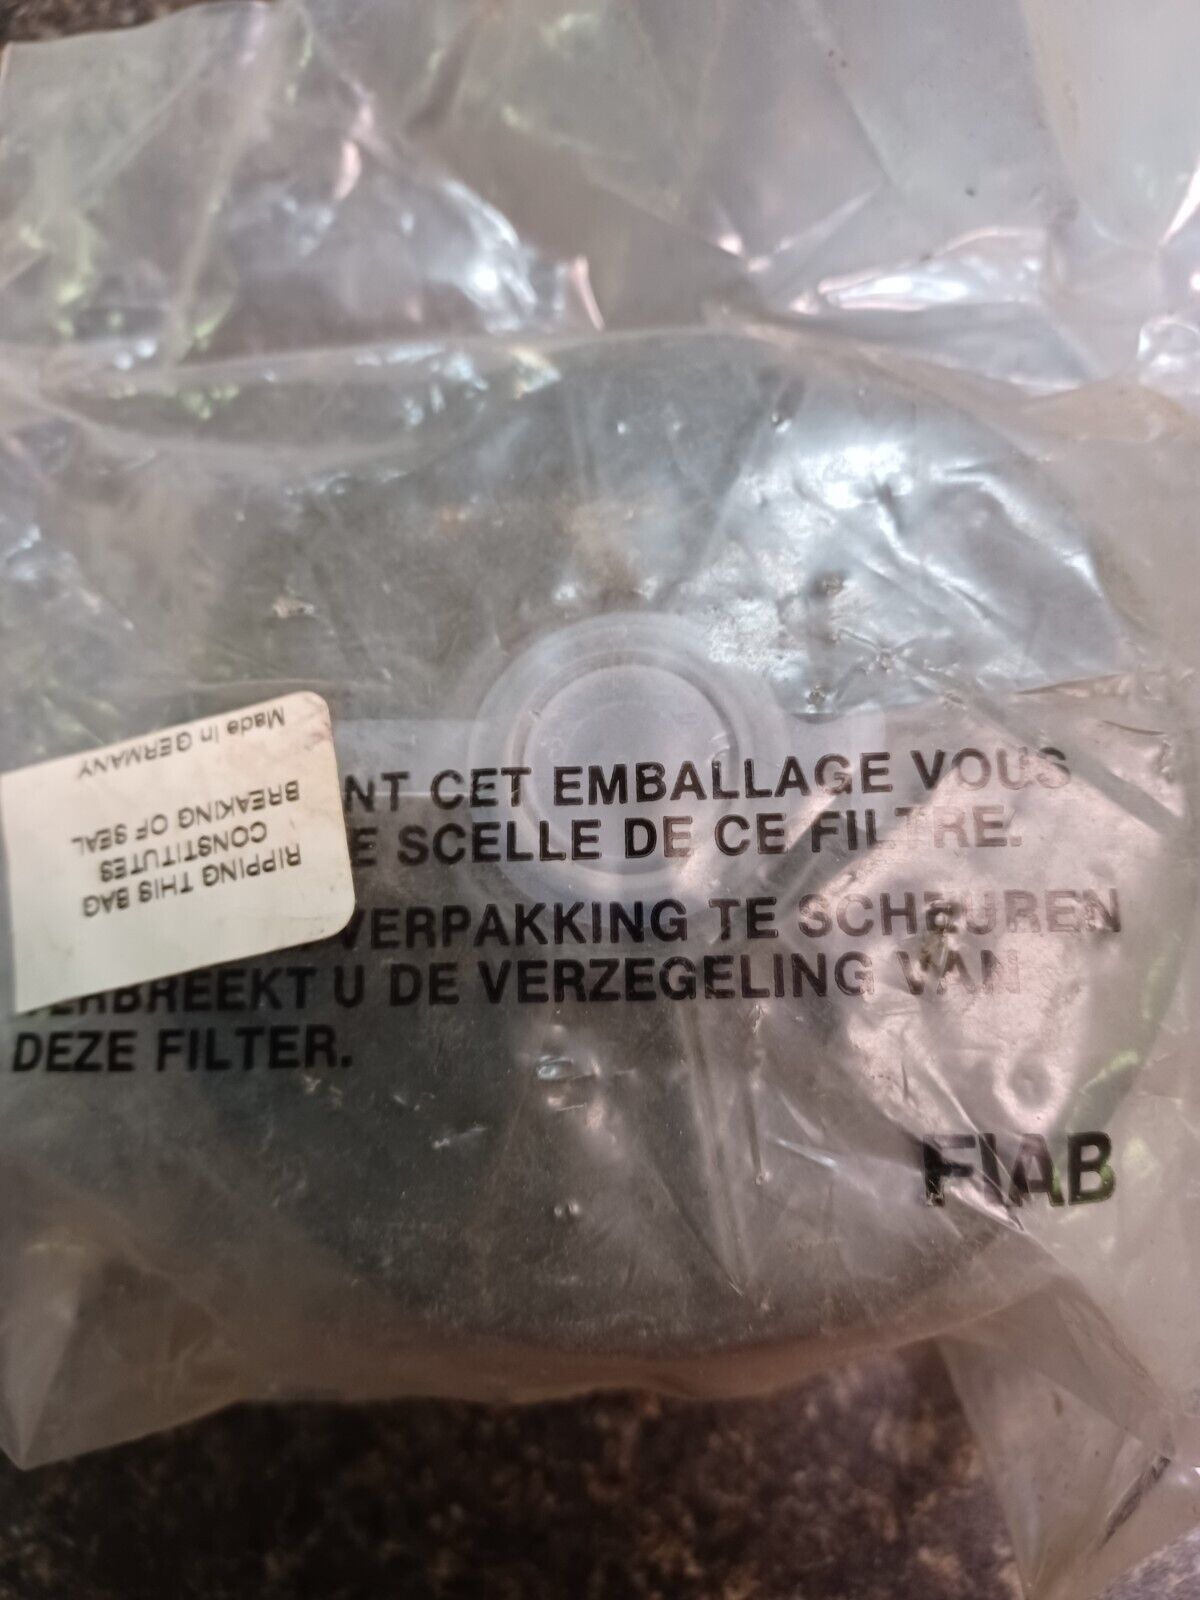 NT CET EMBALLAGE VOUS
E SCELLE DE CE FILTRE.
VERPAKKING TE SCHEUREN
VERBREEKT U DE VERZEGELING VAN
DEZE FILTER.
FIAB
RIPPING THIS BAG
CONSTITUTES
BREAKING OF SEAL
Made in GERMANY